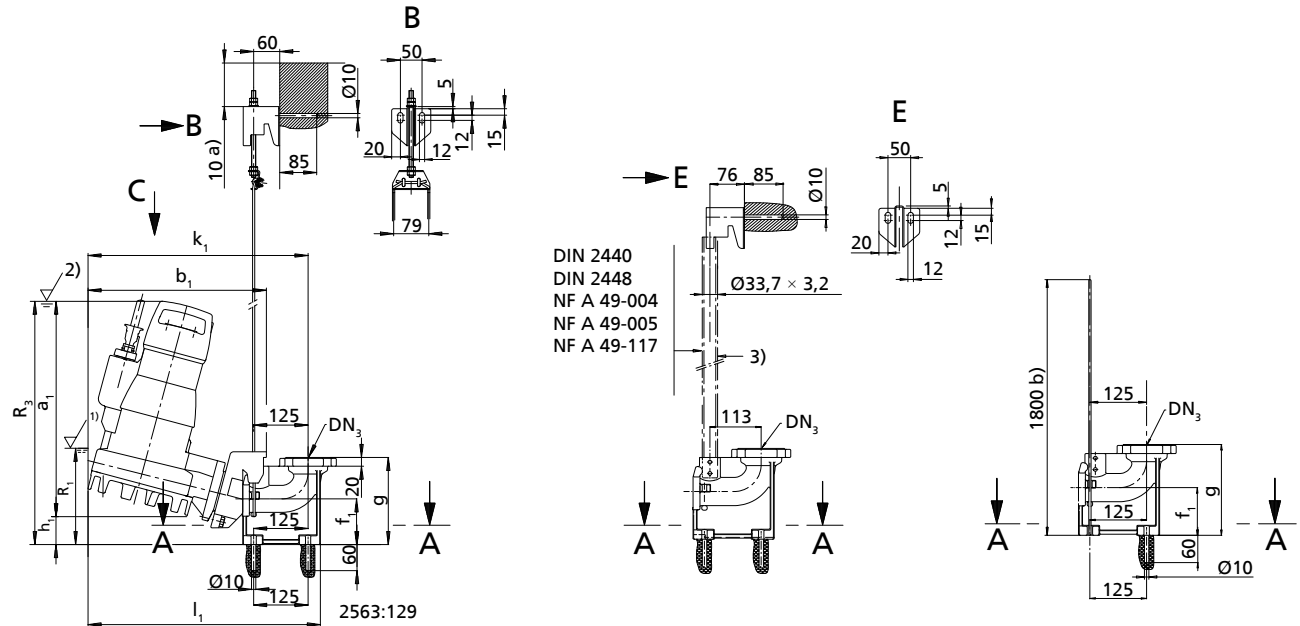 B
60
50
5
Ø10
10 a)
B
85
20
12
12
15
79
C
k₁
b₁
2)
R₃
a₁
1)
R₁
h₁
125
DN₃
20
g
f₁
A
A
125
60
Ø10
125
l₁
2563:129
E
76
85
Ø10
DIN 2440
DIN 2448
NF A 49-004
NF A 49-005
NF A 49-117
Ø33,7 × 3,2
3)
113
DN₃
A
A
E
50
5
20
12
12
15
1800 b)
125
DN₃
125
g
f₁
A
A
60
Ø10
125